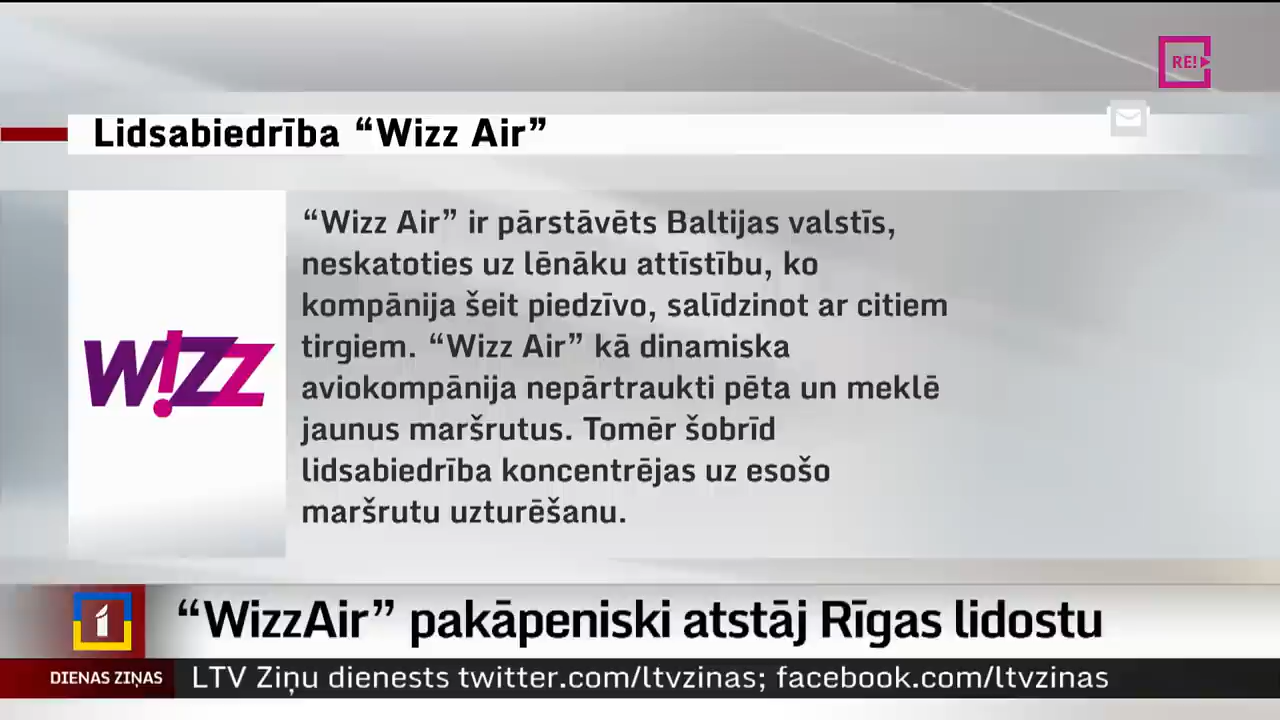 RE!
Lidsabiedrība “Wizz Air”
“Wizz Air” ir pārstāvēts Baltijas valstīs,
neskatoties uz lēnāku attīstību, ko
kompānija šeit piedzīvo, salīdzinot ar citiem
tirgiem. “Wizz Air” kā dinamiska
aviokompānija nepārtraukti pēta un meklē
jaunus maršrutus. Tomēr šobrīd
lidsabiedrība koncentrējas uz esošo
maršrutu uzturēšanu.
W!ZZ
1
“WizzAir” pakāpeniski atstāj Rīgas lidostu
DIENAS ZIŅAS
LTV Ziņu dienests twitter.com/ltvzinas; facebook.com/ltvzinas